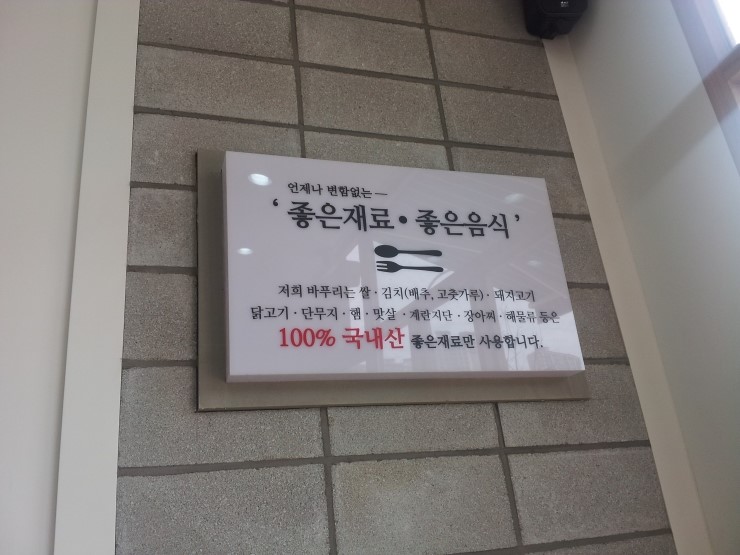 언제나 변함없는 —
‘좋은재료 • 좋은음식’
저희 바푸리는 쌀 · 김치(배추, 고춧가루) · 돼지고기
닭고기 · 단무지 · 햄 · 맛살 · 계란지단 · 장아찌 · 해물류 등은
100% 국내산 좋은재료만 사용합니다.